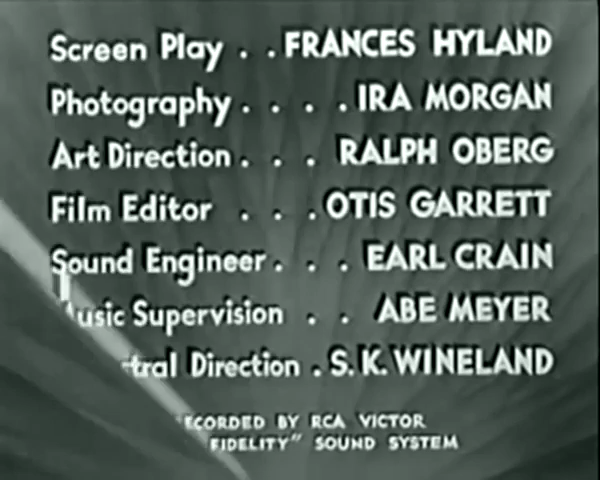 Screen Play . . FRANCES HYLAND
Photography . . . . IRA MORGAN
Art Direction . . . RALPH OBERG
Film Editor . . . OTIS GARRETT
Sound Engineer . . . EARL CRAIN
Music Supervision . . ABE MEYER
tral Direction . S. K. WINELAND
ECORDED BY RCA VICTOR
FIDELITY" SOUND SYSTEM